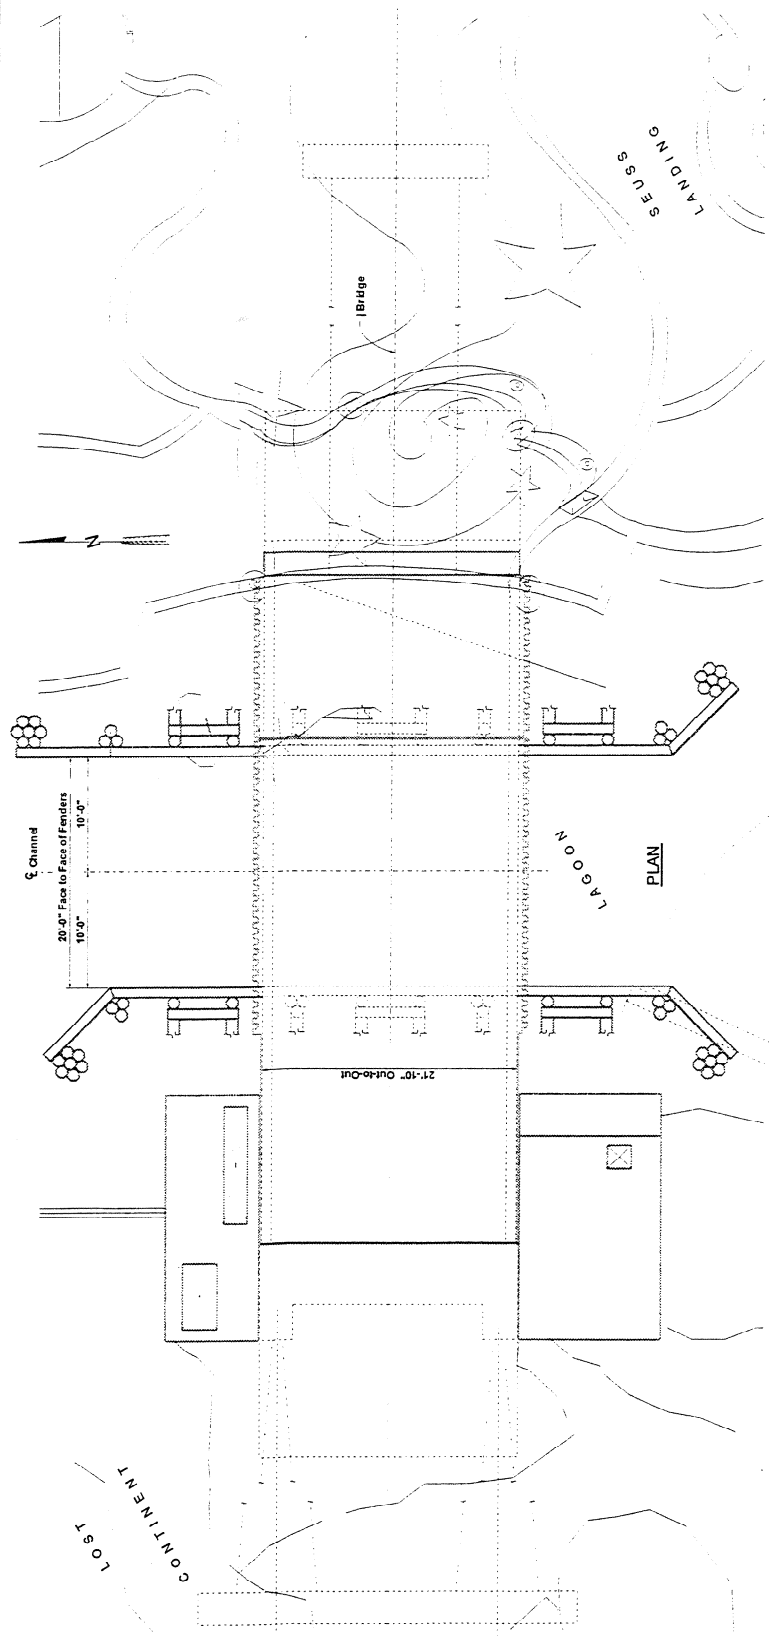 SEUSS
LANDING
Bridge
N
℄ Channel
20'-0" Face to Face of Fenders
10'-0"
10'-0"
LAGOON
PLAN
21'-10" Out-to-Out
LOST
CONTINENT